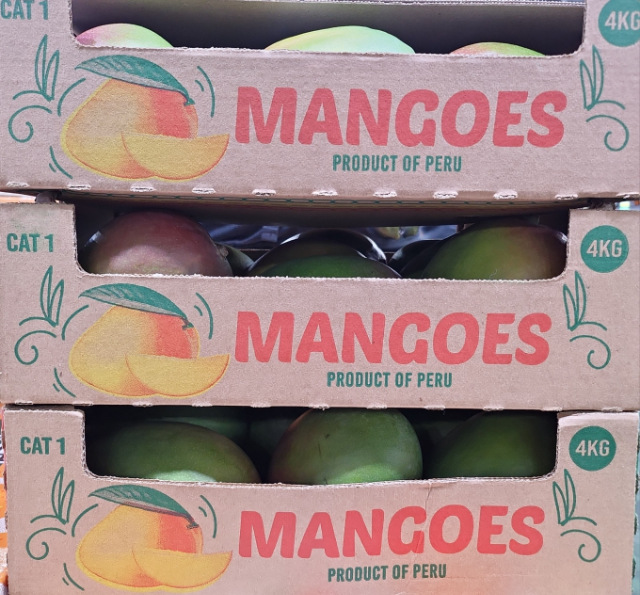 CAT 1
4KG
MANGOES
PRODUCT OF PERU
CAT 1
4KG
MANGOES
PRODUCT OF PERU
CAT 1
4KG
MANGOES
PRODUCT OF PERU